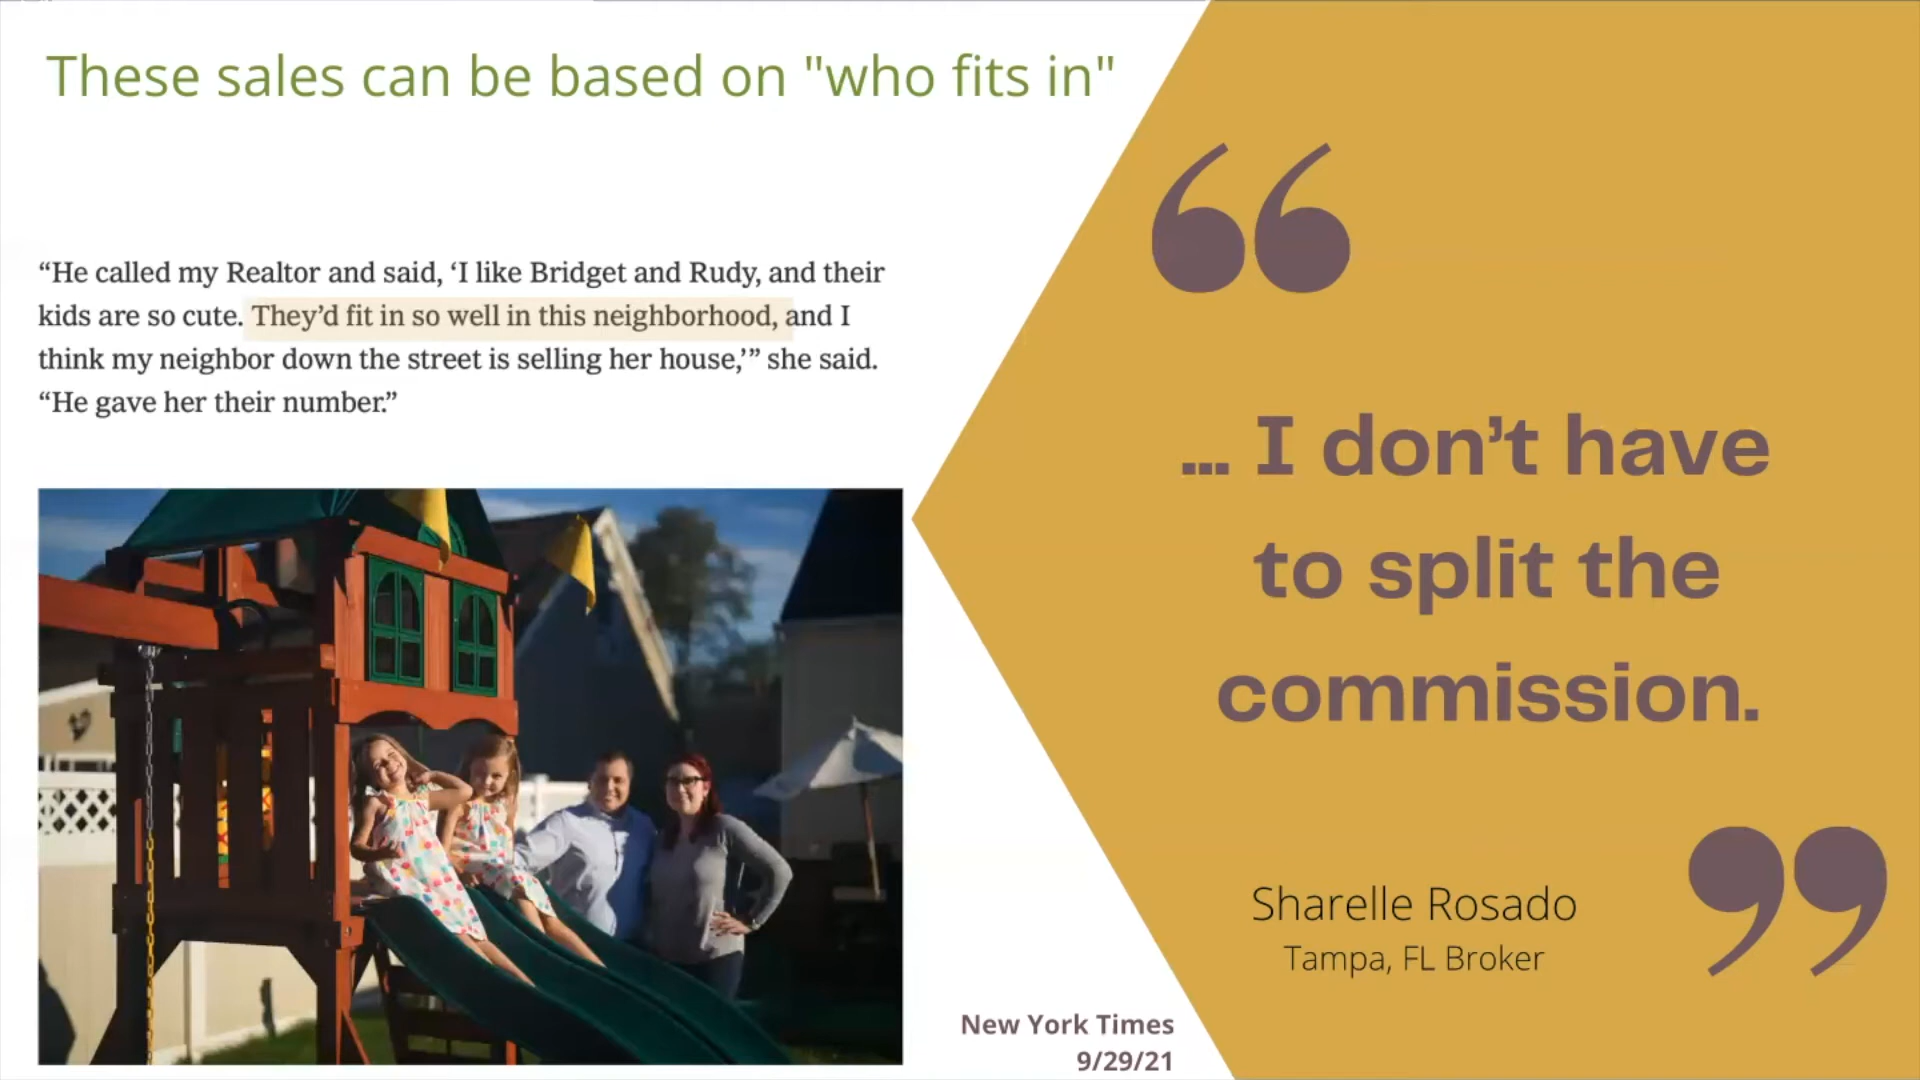 These sales can be based on "who fits in"
“He called my Realtor and said, ‘I like Bridget and Rudy, and their
kids are so cute. They’d fit in so well in this neighborhood, and I
think my neighbor down the street is selling her house,’” she said.
“He gave her their number.”
“
... I don’t have
to split the
commission.
”
Sharelle Rosado
Tampa, FL Broker
New York Times
9/29/21